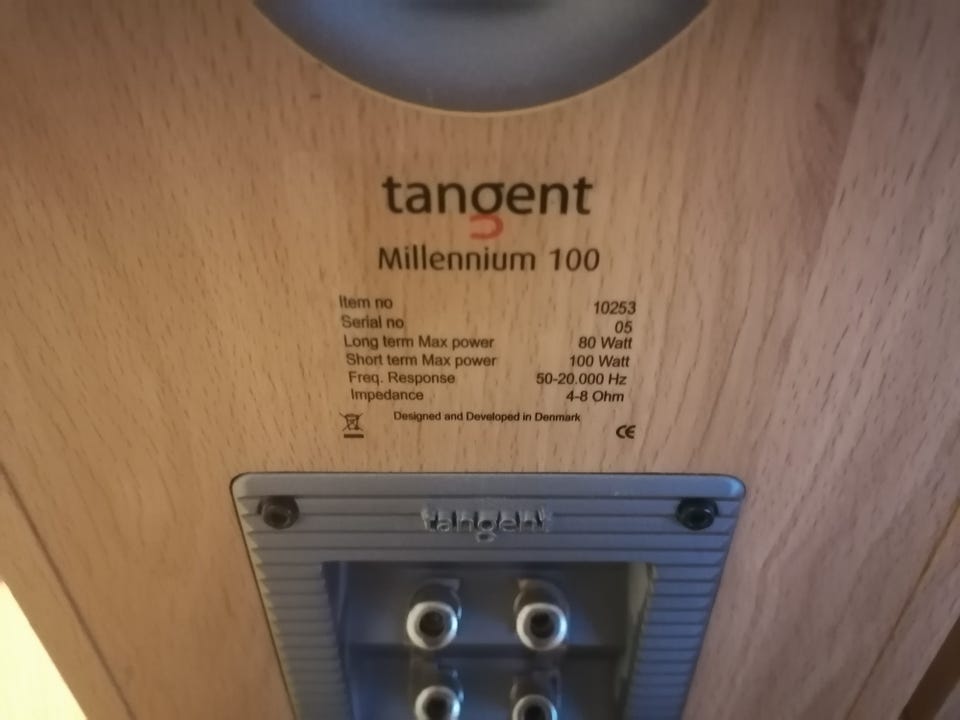 tangent
Millennium 100
Item no 10253
Serial no 05
Long term Max power 80 Watt
Short term Max power 100 Watt
Freq. Response 50-20.000 Hz
Impedance 4-8 Ohm
Designed and Developed in Denmark
CE
tangent